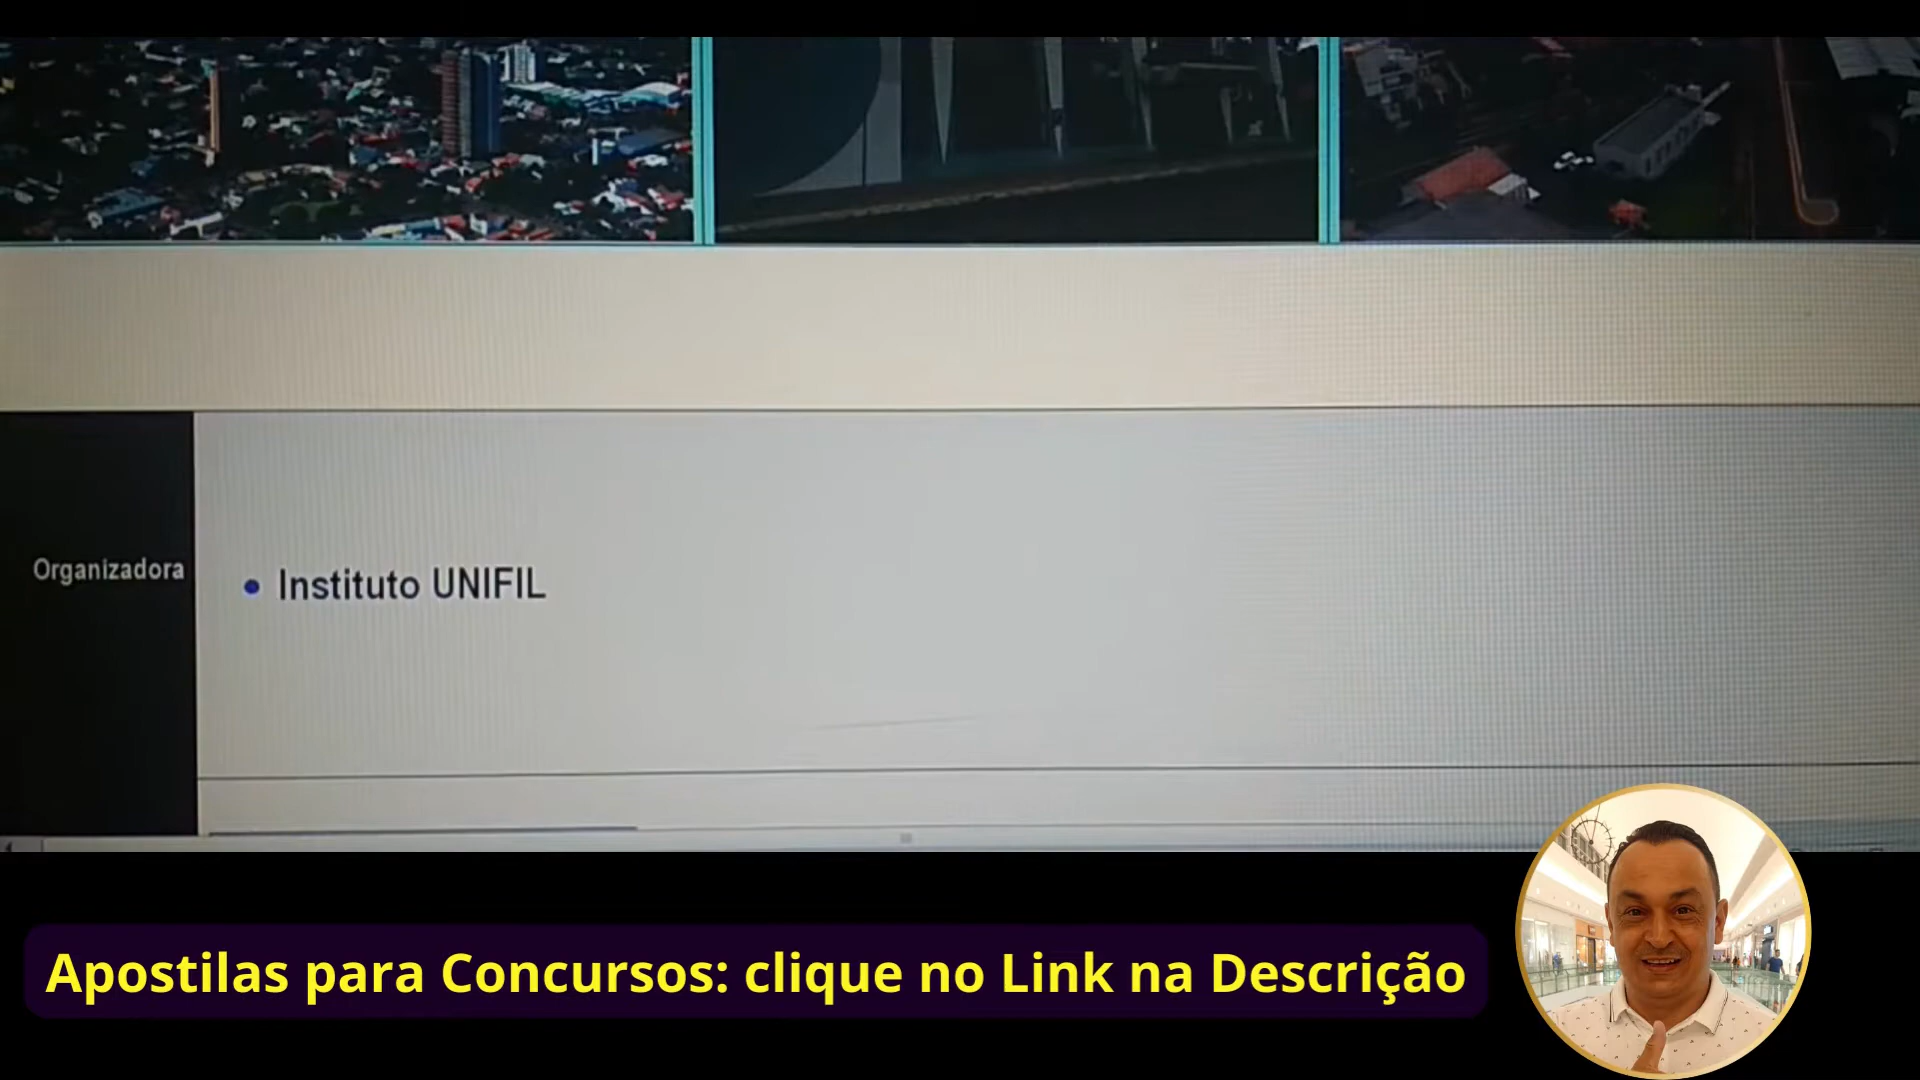 Organizadora
Instituto UNIFIL
Apostilas para Concursos: clique no Link na Descrição